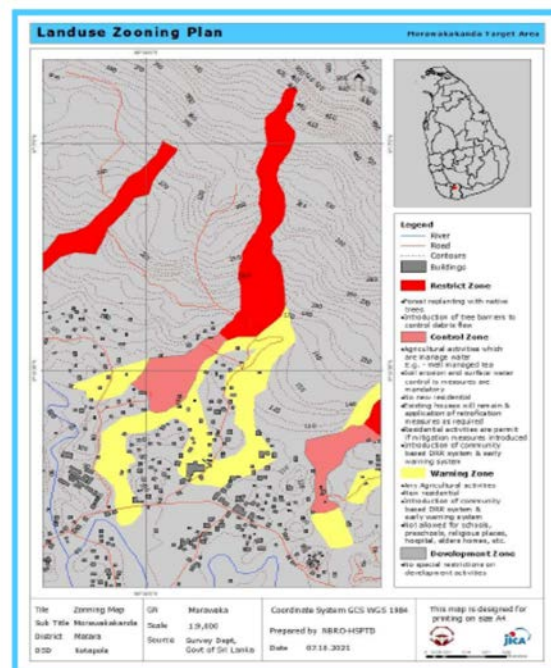 Landuse Zooning Plan
Morawakakanda Target Area
Legend
River
Road
Contours
Buildings
Restrict Zone
Forest replanting with native
trees
Introduction of tree barriers to
control debris flow
Control Zone
Agricultural activities which
are manage water
E.g. - well managed tea
Soil erosion and surface water
control is measures are
mandatory
No new residential
Existing houses will remain &
application of retrofication
measures as required
Residential activities are permit
if mitigation measures introduced
Introduction of community
based DRR system & early
warning system
Warning Zone
Any Agricultural activities
New residential
Introduction of community
based DRR system &
early warning system
Not allowed for schools,
preschools, religious places,
hospital, elders homes, etc.
Development Zone
No special restrictions on
development activities
Title Zonning Map
Sub Title Morawakakanda
District Matara
DSD Kotapola
GN Morawaka
Scale 1:9,000
Source Survey Dept,
Govt of Sri Lanka
Coordinate System GCS WGS 1984
Prepared by NBRO-HSPTD
Date 07.10.2021
This map is designed for
printing on size A4
JICA